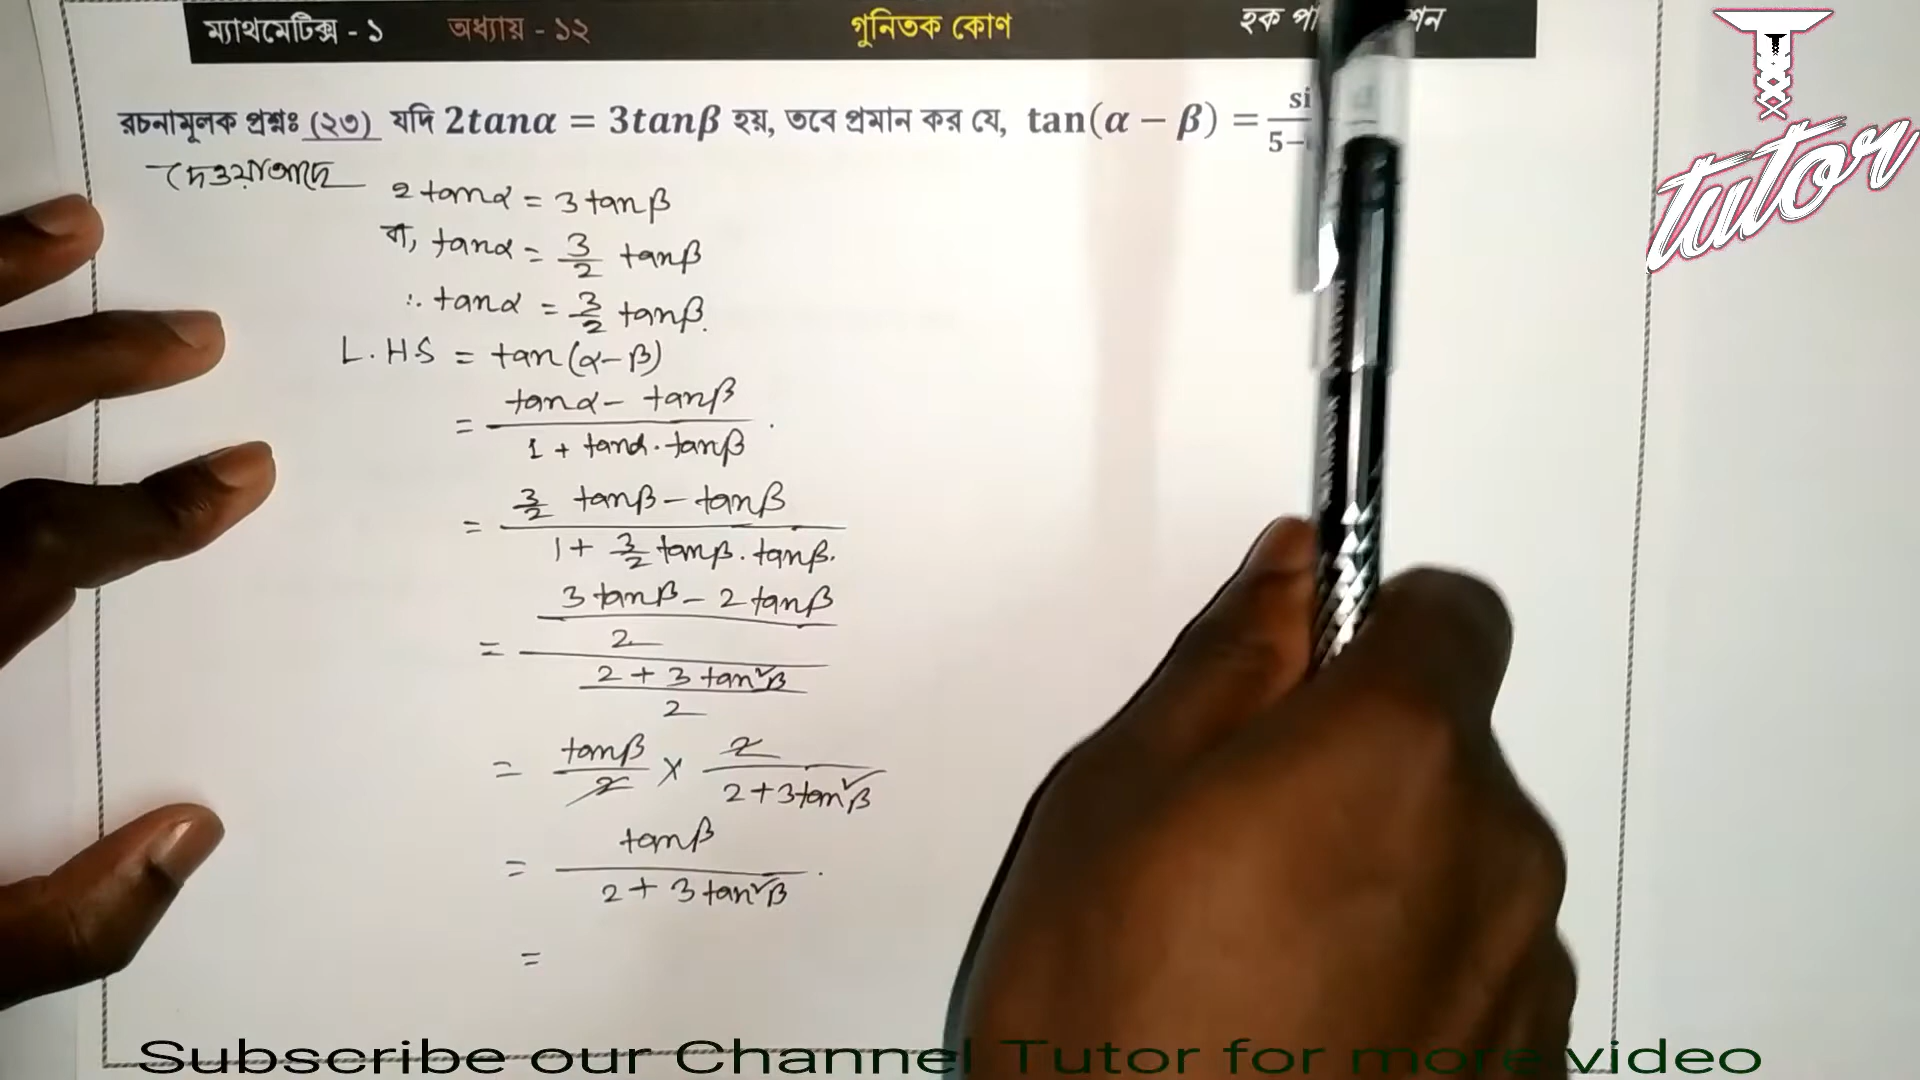 ম্যাথমেটিক্স - ১ অধ্যায় - ১২ গুনিতক কোণ হক
রচনামূলক প্রশ্নঃ (২৩) যদি 2tanα = 3tanβ হয়, তবে প্রমান কর যে, tan(α − β) = si/5−
দেওয়া আছে
2 tanα = 3 tanβ
বা, tanα = 3/2 tanβ
∴ tanα = 3/2 tanβ.
L.H.S = tan(α-β)
= (tanα - tanβ)/(1 + tanα. tanβ)
= (3/2 tanβ - tanβ)/(1 + 3/2 tanβ. tanβ.)
= ((3 tanβ - 2 tanβ)/2)/((2 + 3 tan²β)/2)
= tanβ/2 × 2/(2+3tan²β)
= tanβ/(2 + 3 tan²β).
=
T
tutor
Subscribe our Channel Tutor for more video